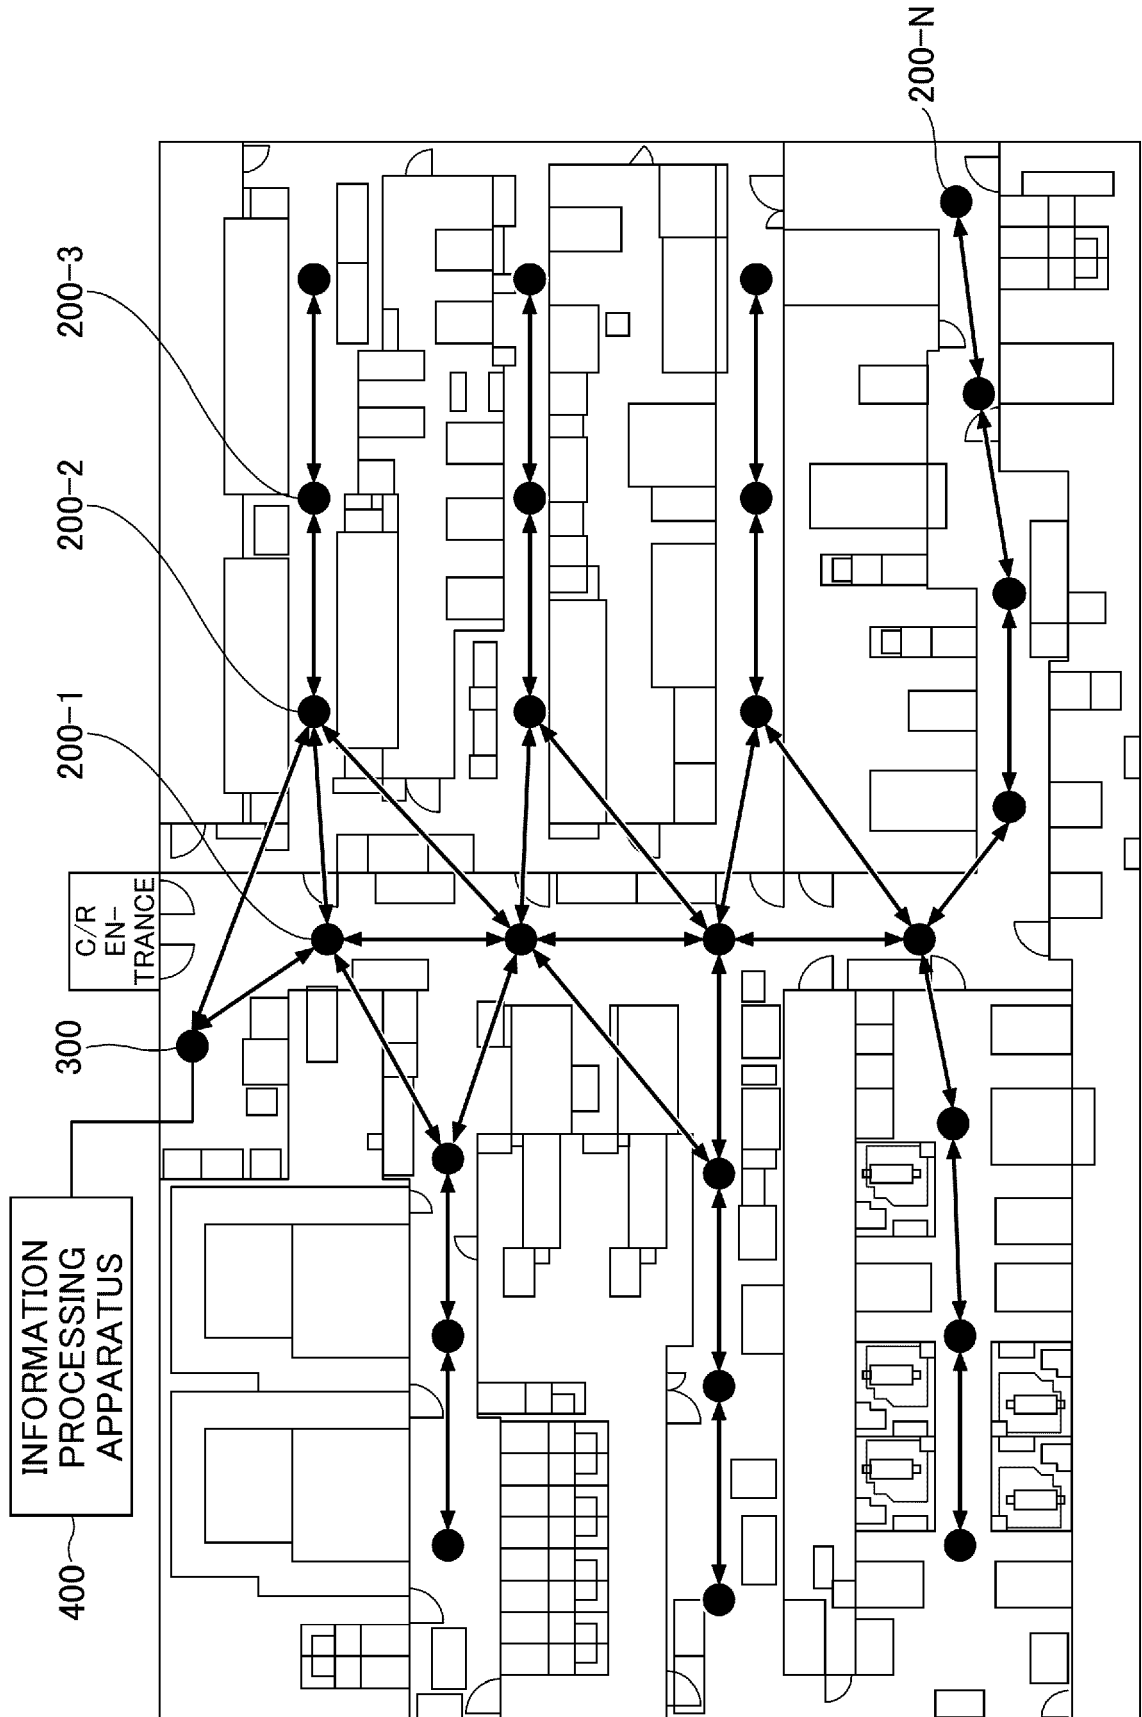 INFORMATION
PROCESSING
APPARATUS
400
300
C/R
EN-
TRANCE
200-1
200-2
200-3
200-N